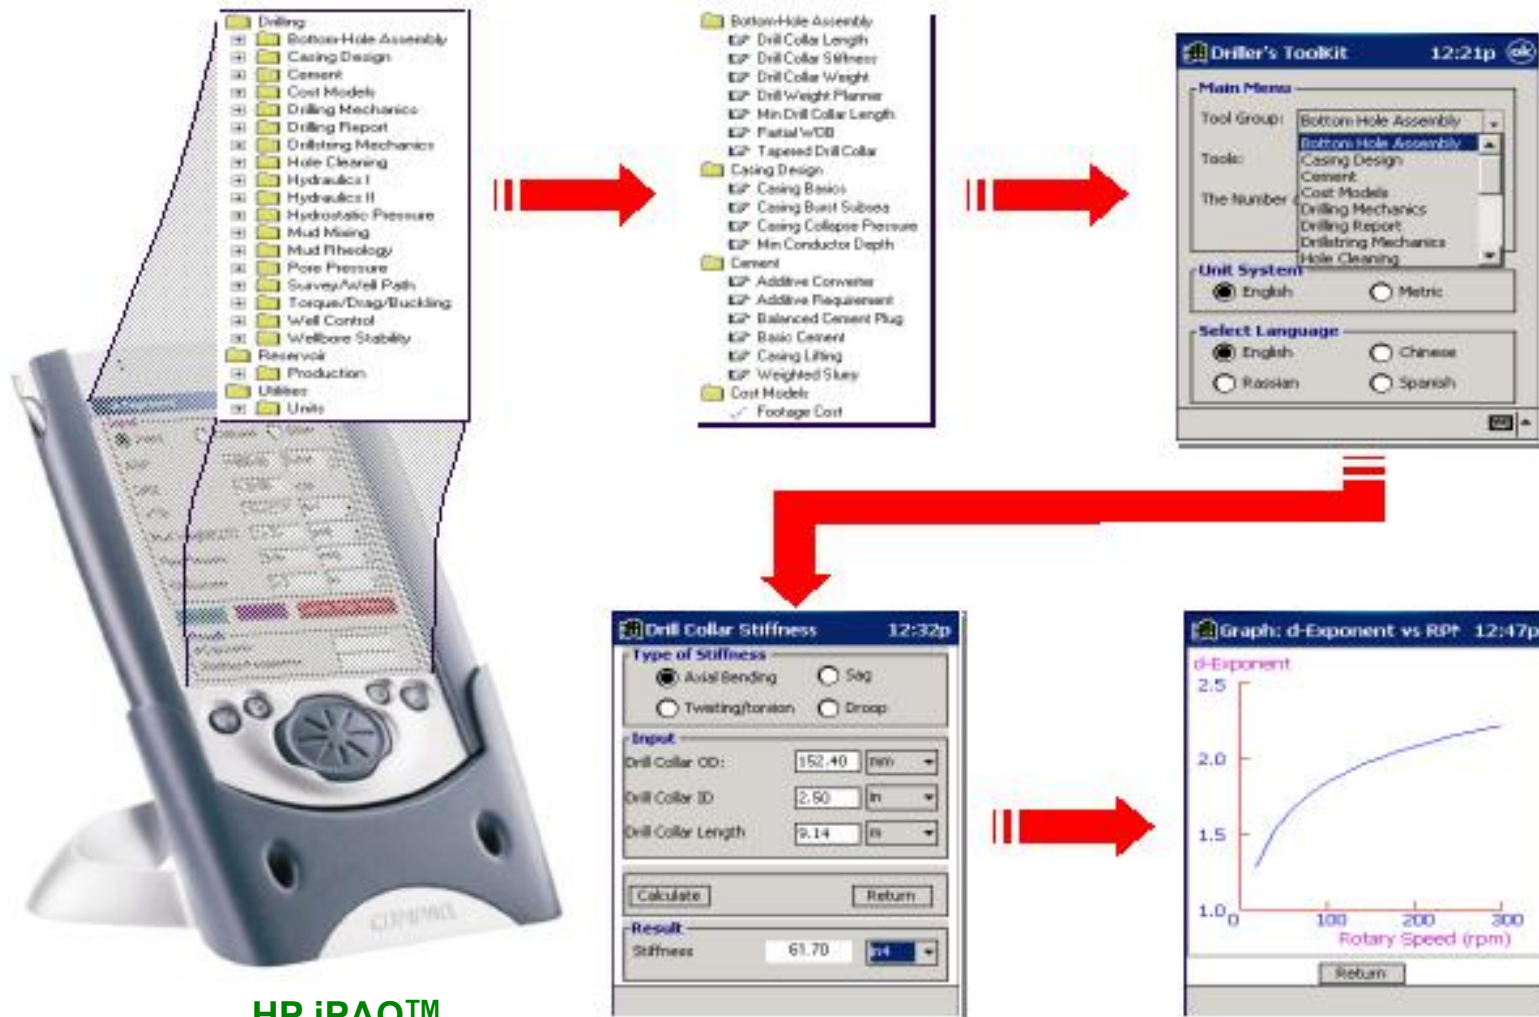 Drilling
Bottom-Hole Assembly
Casing Design
Cement
Cost Models
Drilling Mechanics
Drilling Report
Drillstring Mechanics
Hole Cleaning
Hydraulics I
Hydraulics II
Hydrostatic Pressure
Mud Mixing
Mud Rheology
Pore Pressure
Survey/Well Path
Torque/Drag/Buckling
Well Control
Wellbore Stability
Reservoir
Production
Utilities
Units
Bottom-Hole Assembly
Drill Collar Length
Drill Collar Stiffness
Drill Collar Weight
Drill Weight Planner
Min Drill Collar Length
Partial WOB
Tapered Drill Collar
Casing Design
Casing Basics
Casing Burst Subsea
Casing Collapse Pressure
Min Conductor Depth
Cement
Additive Converter
Additive Requirement
Balanced Cement Plug
Basic Cement
Casing Lifting
Weighted Slurry
Cost Models
Footage Cost
Driller's ToolKit 12:21p ok
Main Menu
Tool Group: Bottom Hole Assembly
Bottom Hole Assembly
Tools: Casing Design
Cement
The Number Cost Models
Drilling Mechanics
Drilling Report
Drillstring Mechanics
Hole Cleaning
Unit System
English Metric
Select Language
English Chinese
Rassian Spanish
Drill Collar Stiffness 12:32p
Type of Stiffness
Axial Bending Sag
Twisting/torsion Droop
Input
Drill Collar OD: 152.40 mm
Drill Collar ID 2.50 in
Drill Collar Length 9.14 m
Calculate Return
Result
Stiffness 61.70 in4
Graph: d-Exponent vs RPM 12:47p
d-Exponent
2.5
2.0
1.5
1.0
0 100 200 300
Rotary Speed (rpm)
Return
COMPAQ
HP iPAQ™